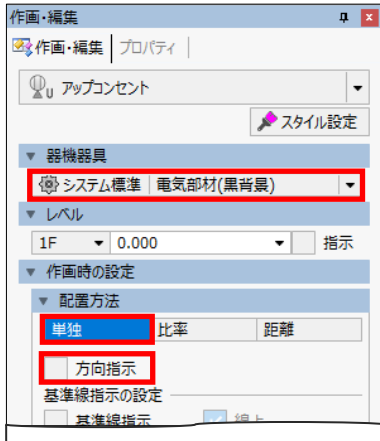 作画・編集
作画・編集 プロパティ
U アップコンセント
スタイル設定
器機器具
システム標準 電気部材(黒背景)
レベル
1F 0.000 指示
作画時の設定
配置方法
単独 比率 距離
方向指示
基準線指示の設定
基準線指示 線上